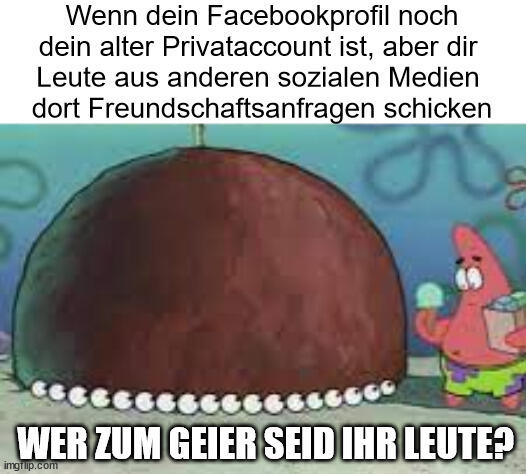 Wenn dein Facebookprofil noch
dein alter Privataccount ist, aber dir
Leute aus anderen sozialen Medien
dort Freundschaftsanfragen schicken
WER ZUM GEIER SEID IHR LEUTE?
imgflip.com